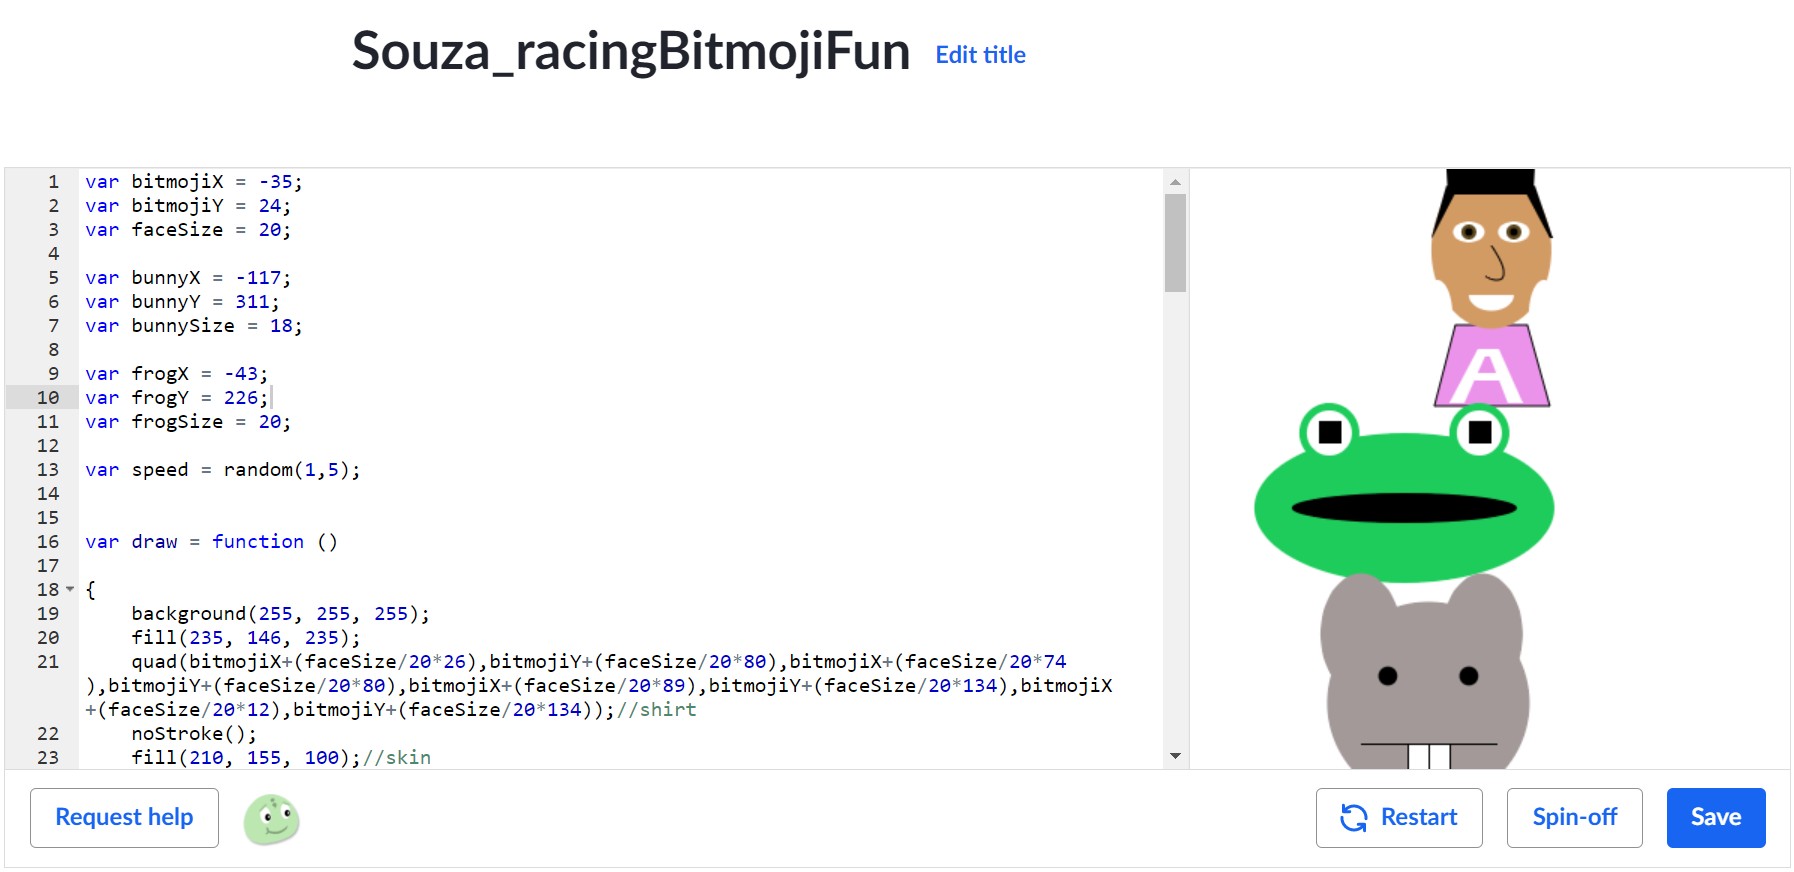 Souza_racingBitmojiFun Edit title
1 var bitmojiX = -35;
2 var bitmojiY = 24;
3 var faceSize = 20;
4
5 var bunnyX = -117;
6 var bunnyY = 311;
7 var bunnySize = 18;
8
9 var frogX = -43;
10 var frogY = 226;
11 var frogSize = 20;
12
13 var speed = random(1,5);
14
15
16 var draw = function ()
17
18 {
19 background(255, 255, 255);
20 fill(235, 146, 235);
21 quad(bitmojiX+(faceSize/20*26),bitmojiY+(faceSize/20*80),bitmojiX+(faceSize/20*74
),bitmojiY+(faceSize/20*80),bitmojiX+(faceSize/20*89),bitmojiY+(faceSize/20*134),bitmojiX
+(faceSize/20*12),bitmojiY+(faceSize/20*134));//shirt
22 noStroke();
23 fill(210, 155, 100);//skin
A
Request help
Restart
Spin-off
Save